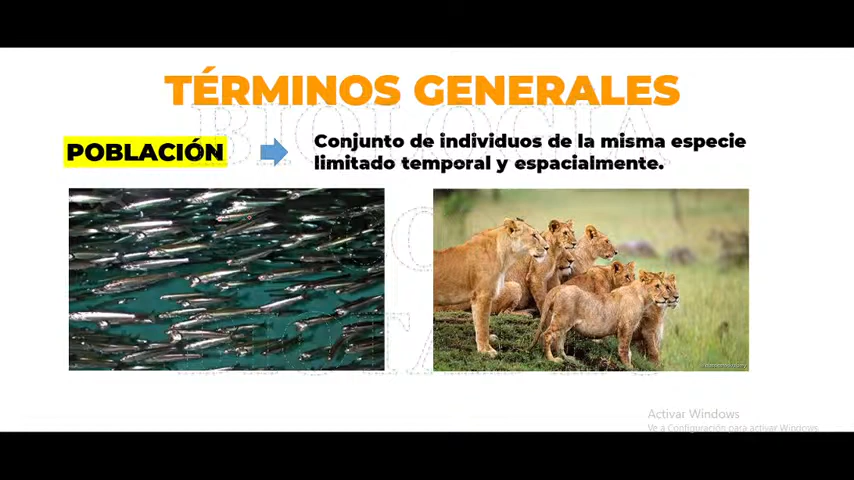 TÉRMINOS GENERALES
BIOLOGÍA
POBLACIÓN
Conjunto de individuos de la misma especie
limitado temporal y espacialmente.
Activar Windows
Ve a Configuración para activar Windows.